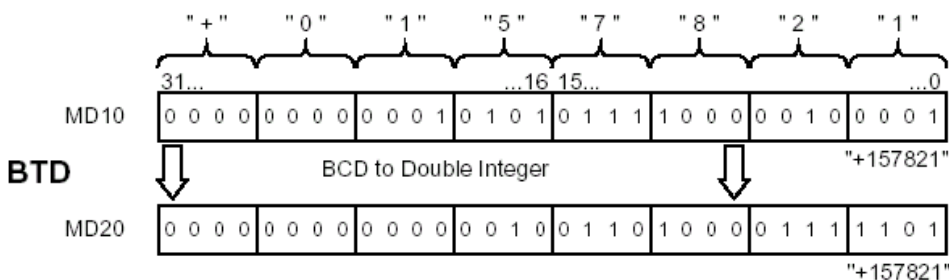 "+" "0" "1" "5" "7" "8" "2" "1"
31... ...16 15... ...0
MD10 0 0 0 0 0 0 0 0 0 0 0 1 0 1 0 1 0 1 1 1 1 0 0 0 0 0 1 0 0 0 0 1
"+157821"
BTD BCD to Double Integer
MD20 0 0 0 0 0 0 0 0 0 0 0 0 0 0 1 0 0 1 1 0 1 0 0 0 0 1 1 1 1 1 0 1
"+157821"